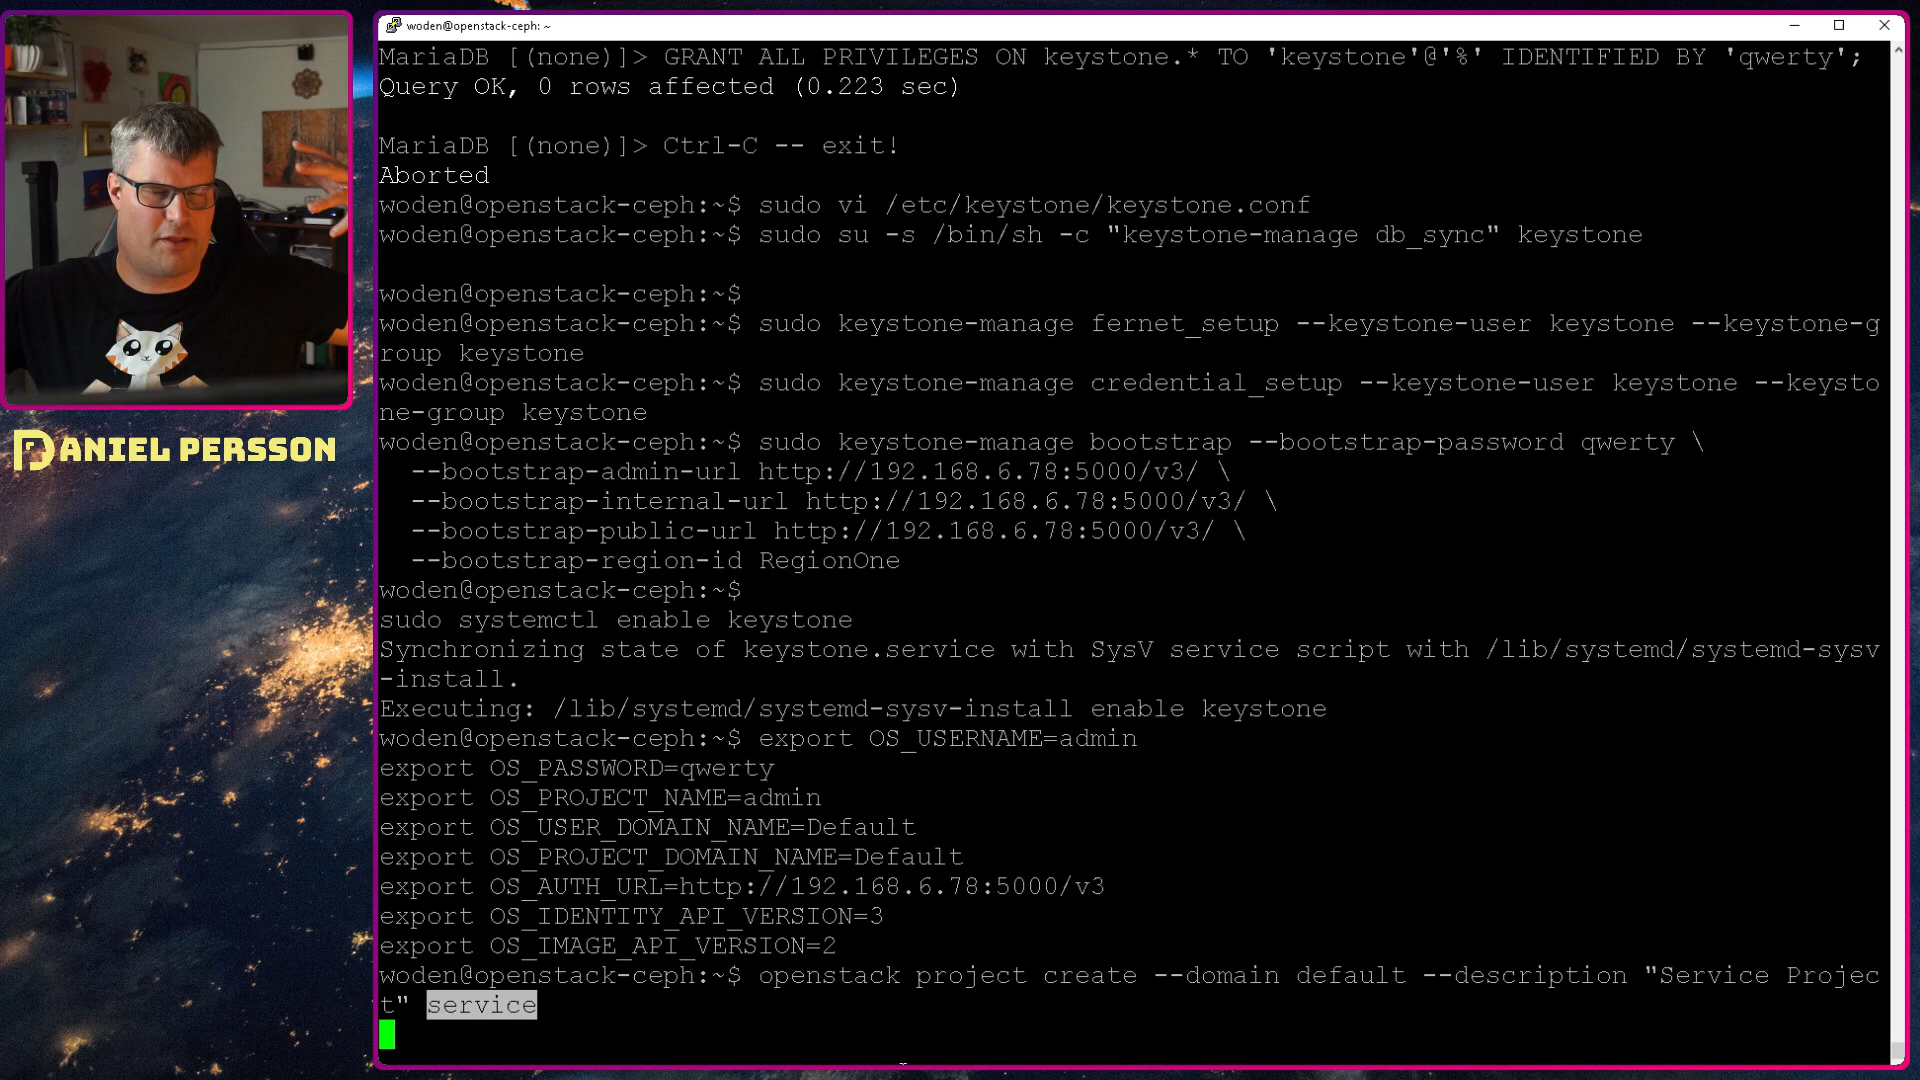 woden@openstack-ceph: ~
MariaDB [(none)]> GRANT ALL PRIVILEGES ON keystone.* TO 'keystone'@'%' IDENTIFIED BY 'qwerty';
Query OK, 0 rows affected (0.223 sec)
MariaDB [(none)]> Ctrl-C -- exit!
Aborted
woden@openstack-ceph:~$ sudo vi /etc/keystone/keystone.conf
woden@openstack-ceph:~$ sudo su -s /bin/sh -c "keystone-manage db_sync" keystone
woden@openstack-ceph:~$
woden@openstack-ceph:~$ sudo keystone-manage fernet_setup --keystone-user keystone --keystone-g
roup keystone
woden@openstack-ceph:~$ sudo keystone-manage credential_setup --keystone-user keystone --keysto
ne-group keystone
woden@openstack-ceph:~$ sudo keystone-manage bootstrap --bootstrap-password qwerty \
--bootstrap-admin-url http://192.168.6.78:5000/v3/ \
--bootstrap-internal-url http://192.168.6.78:5000/v3/ \
--bootstrap-public-url http://192.168.6.78:5000/v3/ \
--bootstrap-region-id RegionOne
woden@openstack-ceph:~$
sudo systemctl enable keystone
Synchronizing state of keystone.service with SysV service script with /lib/systemd/systemd-sysv
-install.
Executing: /lib/systemd/systemd-sysv-install enable keystone
woden@openstack-ceph:~$ export OS_USERNAME=admin
export OS_PASSWORD=qwerty
export OS_PROJECT_NAME=admin
export OS_USER_DOMAIN_NAME=Default
export OS_PROJECT_DOMAIN_NAME=Default
export OS_AUTH_URL=http://192.168.6.78:5000/v3
export OS_IDENTITY_API_VERSION=3
export OS_IMAGE_API_VERSION=2
woden@openstack-ceph:~$ openstack project create --domain default --description "Service Projec
t" service
DANIEL PERSSON